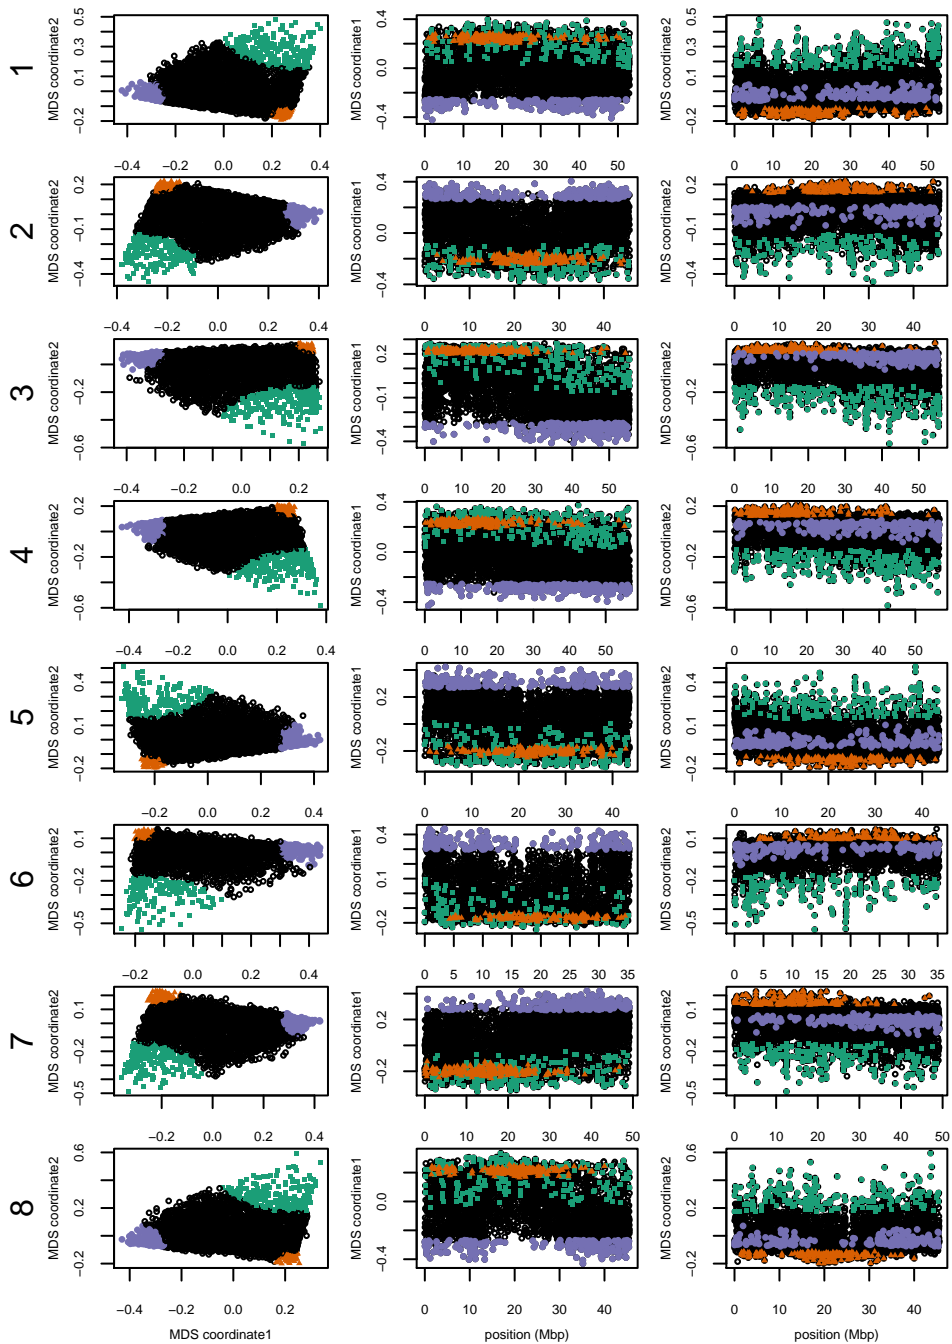 1
MDS coordinate2
−0.2 0.1 0.3 0.5
−0.4 −0.2 0.0 0.2 0.4
MDS coordinate1
−0.4 0.0 0.4
0 10 20 30 40 50
MDS coordinate2
−0.2 0.1 0.3 0.5
0 10 20 30 40 50
2
MDS coordinate2
−0.4 −0.1 0.2
−0.4 −0.2 0.0 0.2 0.4
MDS coordinate1
−0.4 0.0 0.4
0 10 20 30 40
MDS coordinate2
−0.4 −0.1 0.2
0 10 20 30 40
3
MDS coordinate2
−0.6 −0.2 0.2
−0.4 −0.2 0.0 0.2
MDS coordinate1
−0.4 −0.1 0.2
0 10 20 30 40 50
MDS coordinate2
−0.6 −0.2 0.2
0 10 20 30 40 50
4
MDS coordinate2
−0.6 −0.2 0.2
−0.4 −0.2 0.0 0.2 0.4
MDS coordinate1
−0.4 0.0 0.4
0 10 20 30 40 50
MDS coordinate2
−0.6 −0.2 0.2
0 10 20 30 40 50
5
MDS coordinate2
−0.2 0.1 0.4
−0.2 0.0 0.2 0.4
MDS coordinate1
−0.2 0.2
0 10 20 30 40
MDS coordinate2
−0.2 0.1 0.4
0 10 20 30 40
6
MDS coordinate2
−0.5 −0.2 0.1
−0.2 0.0 0.2 0.4
MDS coordinate1
−0.2 0.1 0.4
0 5 10 15 20 25 30 35
MDS coordinate2
−0.5 −0.2 0.1
0 5 10 15 20 25 30 35
7
MDS coordinate2
−0.5 −0.2 0.1
−0.2 0.0 0.2 0.4
MDS coordinate1
−0.2 0.2
0 10 20 30 40 50
MDS coordinate2
−0.5 −0.2 0.1
0 10 20 30 40 50
8
MDS coordinate2
−0.2 0.2 0.6
−0.4 −0.2 0.0 0.2
MDS coordinate1
MDS coordinate1
−0.4 0.0 0.4
0 10 20 30 40
position (Mbp)
MDS coordinate2
−0.2 0.2 0.6
0 10 20 30 40
position (Mbp)